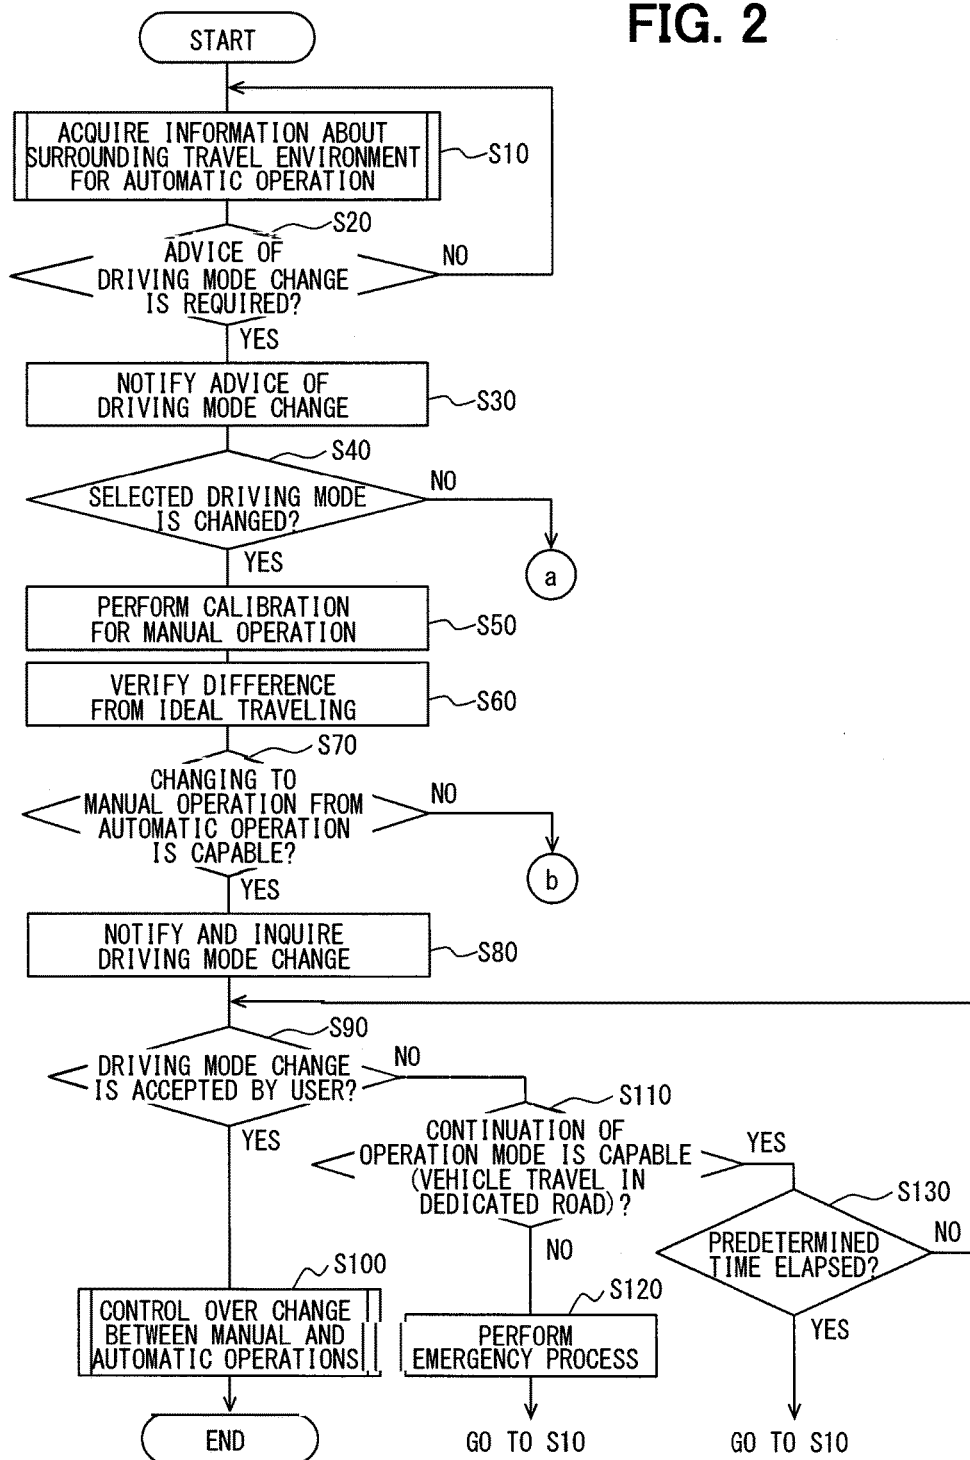 FIG. 2
START
ACQUIRE INFORMATION ABOUT
SURROUNDING TRAVEL ENVIRONMENT
FOR AUTOMATIC OPERATION
S10
S20
ADVICE OF
DRIVING MODE CHANGE
IS REQUIRED?
NO
YES
NOTIFY ADVICE OF
DRIVING MODE CHANGE
S30
S40
SELECTED DRIVING MODE
IS CHANGED?
NO
a
YES
PERFORM CALIBRATION
FOR MANUAL OPERATION
S50
VERIFY DIFFERENCE
FROM IDEAL TRAVELING
S60
S70
CHANGING TO
MANUAL OPERATION FROM
AUTOMATIC OPERATION
IS CAPABLE?
NO
b
YES
NOTIFY AND INQUIRE
DRIVING MODE CHANGE
S80
S90
DRIVING MODE CHANGE
IS ACCEPTED BY USER?
NO
YES
S110
CONTINUATION OF
OPERATION MODE IS CAPABLE
(VEHICLE TRAVEL IN
DEDICATED ROAD)?
YES
NO
S130
PREDETERMINED
TIME ELAPSED?
NO
YES
S100
CONTROL OVER CHANGE
BETWEEN MANUAL AND
AUTOMATIC OPERATIONS
S120
PERFORM
EMERGENCY PROCESS
END
GO TO S10
GO TO S10